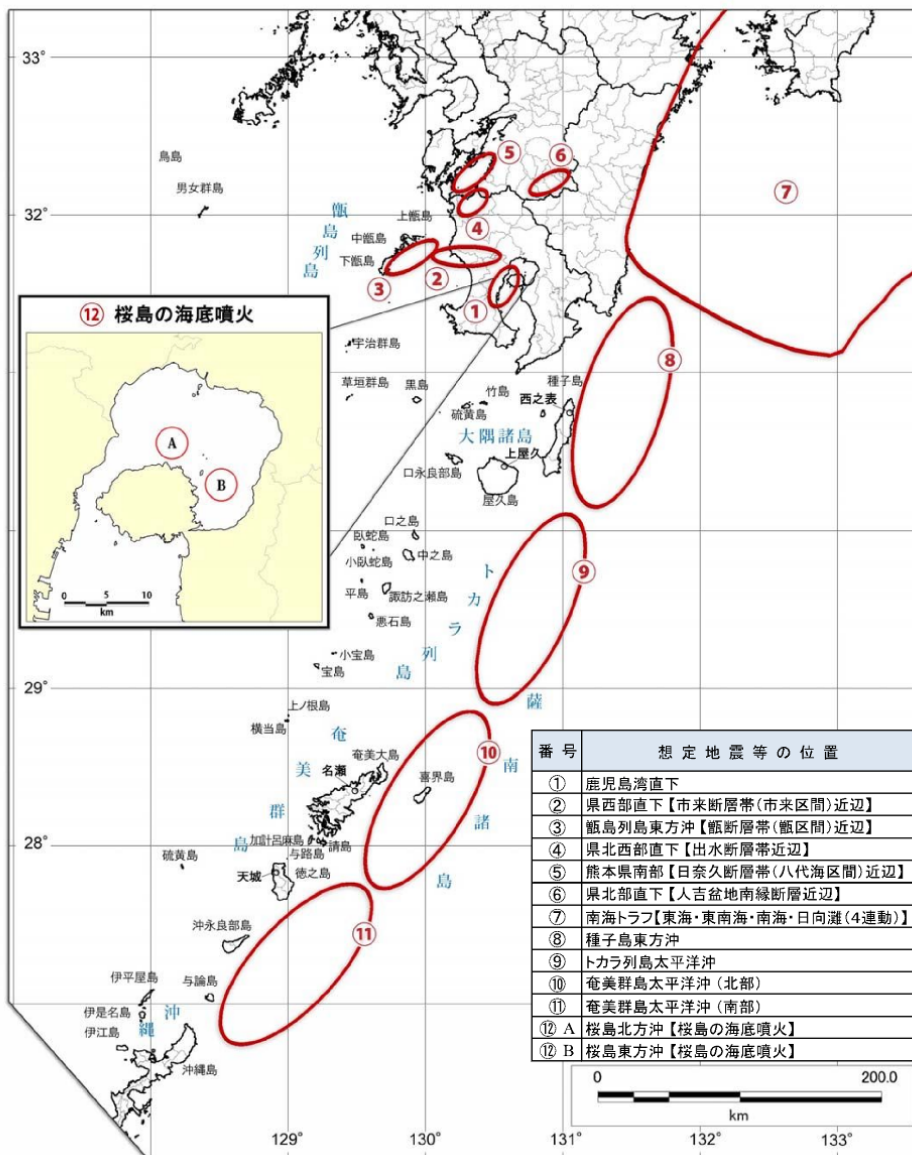 33°
鳥島
男女群島
32°
甑島列島
上甑島
中甑島
下甑島
⑤
⑥
⑦
④
③
②
①
⑫ 桜島の海底噴火
A
B
0 5 10
km
宇治群島
草垣群島
黒島
竹島
硫黄島
種子島
西之表
⑧
大隅諸島
上屋久
口永良部島
屋久島
口之島
臥蛇島
小臥蛇島
中之島
平島
諏訪之瀬島
悪石島
トカラ列島
小宝島
宝島
⑨
29°
上ノ根島
横当島
薩南諸島
奄美群島
奄美大島
名瀬
喜界島
⑩
28°
加計呂麻島
請島
与路島
硫黄島
徳之島
天城
沖永良部島
⑪
伊平屋島
与論島
伊是名島
伊江島
沖縄
沖縄島
番号 想定地震等の位置
① 鹿児島湾直下
② 県西部直下【市来断層帯(市来区間)近辺】
③ 甑島列島東方沖【甑断層帯(甑区間)近辺】
④ 県北西部直下【出水断層帯近辺】
⑤ 熊本県南部【日奈久断層帯(八代海区間)近辺】
⑥ 県北部直下【人吉盆地南縁断層近辺】
⑦ 南海トラフ【東海・東南海・南海・日向灘(4連動)】
⑧ 種子島東方沖
⑨ トカラ列島太平洋沖
⑩ 奄美群島太平洋沖(北部)
⑪ 奄美群島太平洋沖(南部)
⑫ A 桜島北方沖【桜島の海底噴火】
⑫ B 桜島東方沖【桜島の海底噴火】
0 200.0
km
129° 130° 131° 132° 133°